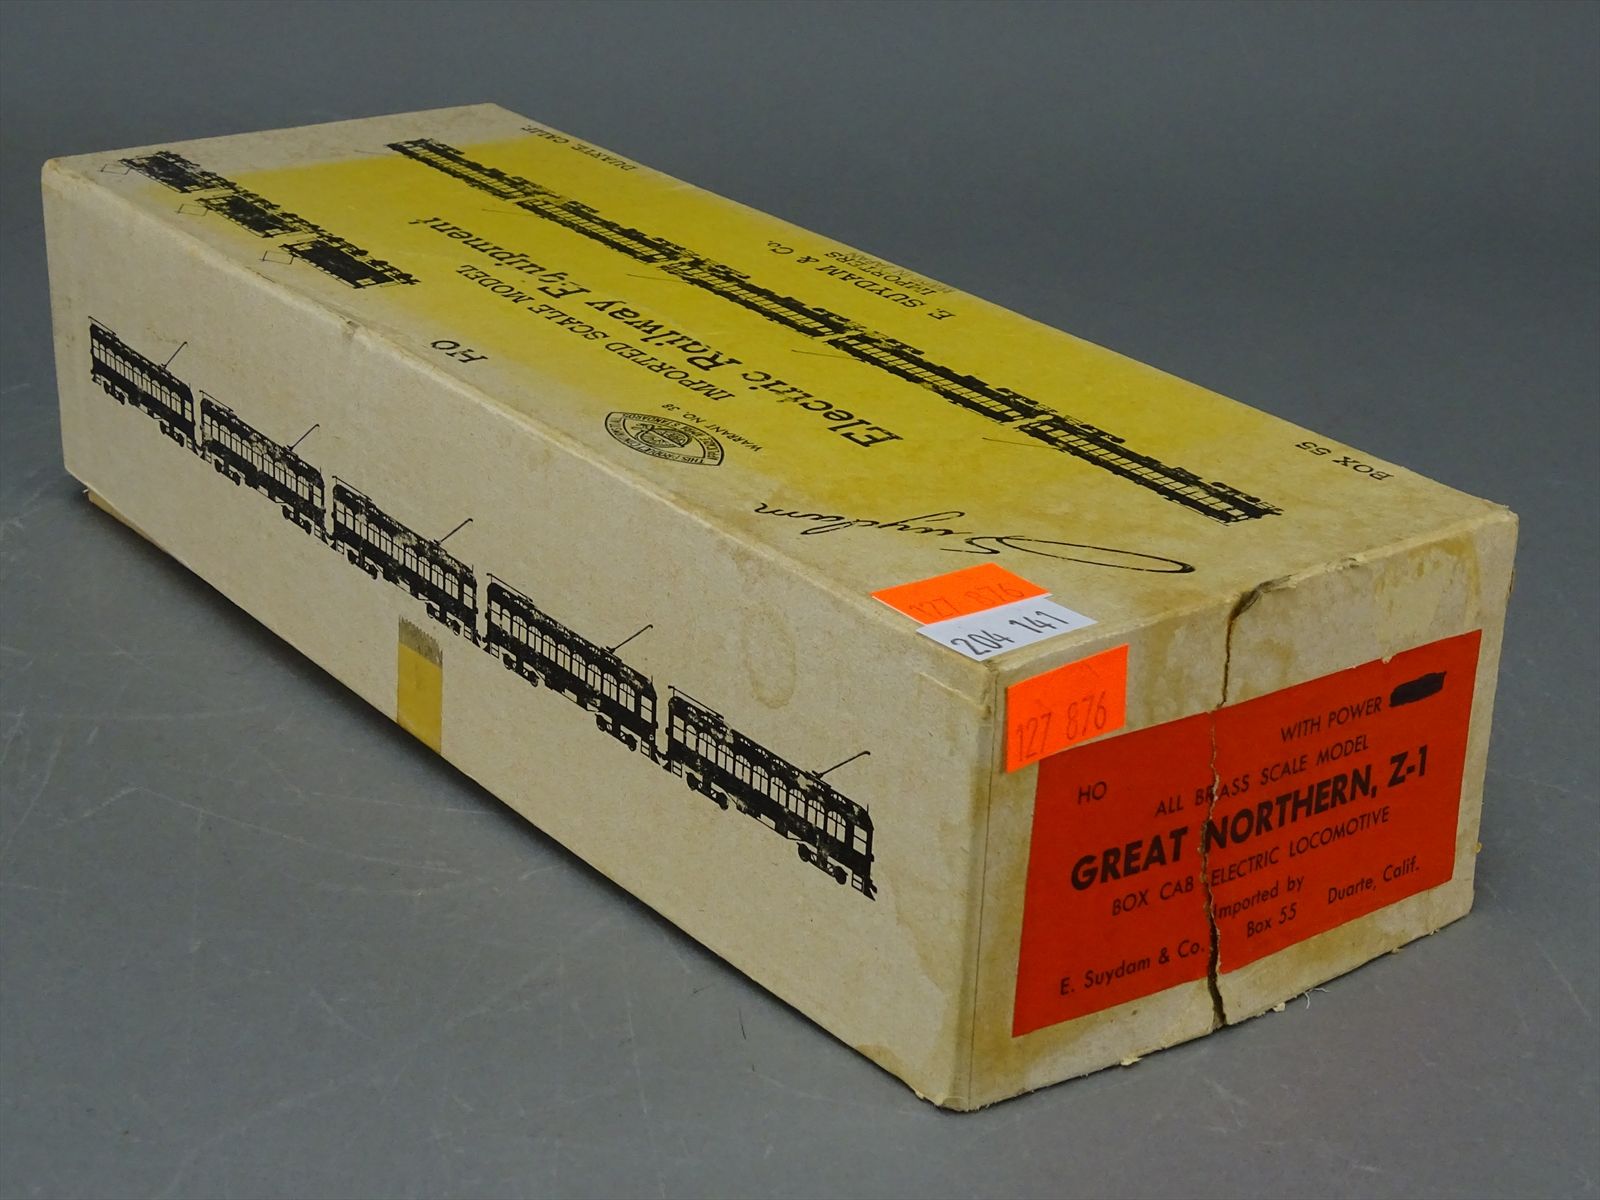 DUARTE, CALIF.
E. SUYDAM & Co.
IMPORTERS
BOX 55
HO
IMPORTED SCALE MODEL
Electric Railway Equipment
WARRANT NO. 38
Suydam
127 876
204 141
127 876
WITH POWER
HO
ALL BRASS SCALE MODEL
GREAT NORTHERN, Z-1
BOX CAB ELECTRIC LOCOMOTIVE
Imported by
E. Suydam & Co. Box 55 Duarte, Calif.